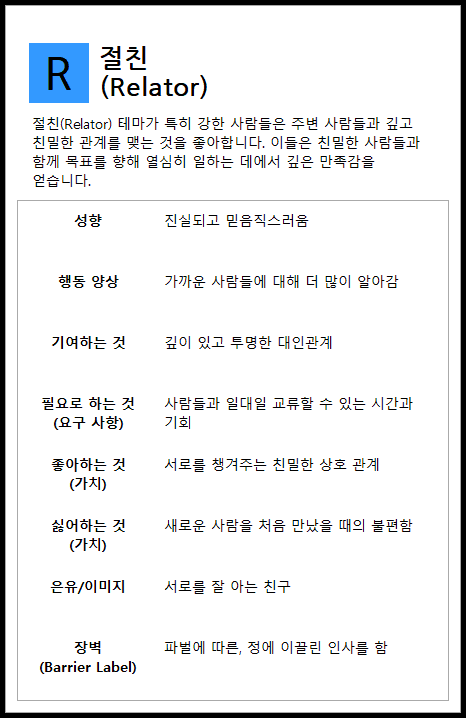 R
절친
(Relator)
절친(Relator) 테마가 특히 강한 사람들은 주변 사람들과 깊고
친밀한 관계를 맺는 것을 좋아합니다. 이들은 친밀한 사람들과
함께 목표를 향해 열심히 일하는 데에서 깊은 만족감을
얻습니다.
성향 진실되고 믿음직스러움
행동 양상 가까운 사람들에 대해 더 많이 알아감
기여하는 것 깊이 있고 투명한 대인관계
필요로 하는 것 사람들과 일대일 교류할 수 있는 시간과
(요구 사항) 기회
좋아하는 것 서로를 챙겨주는 친밀한 상호 관계
(가치)
싫어하는 것 새로운 사람을 처음 만났을 때의 불편함
(가치)
은유/이미지 서로를 잘 아는 친구
장벽 파벌에 따른, 정에 이끌린 인사를 함
(Barrier Label)